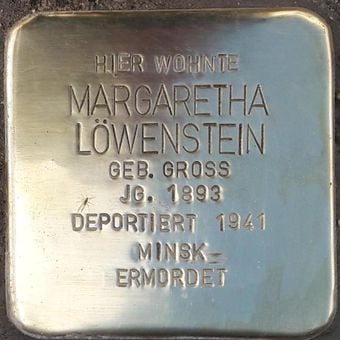 HIER WOHNTE
MARGARETHA
LÖWENSTEIN
GEB. GROSS
JG. 1893
DEPORTIERT 1941
MINSK
ERMORDET